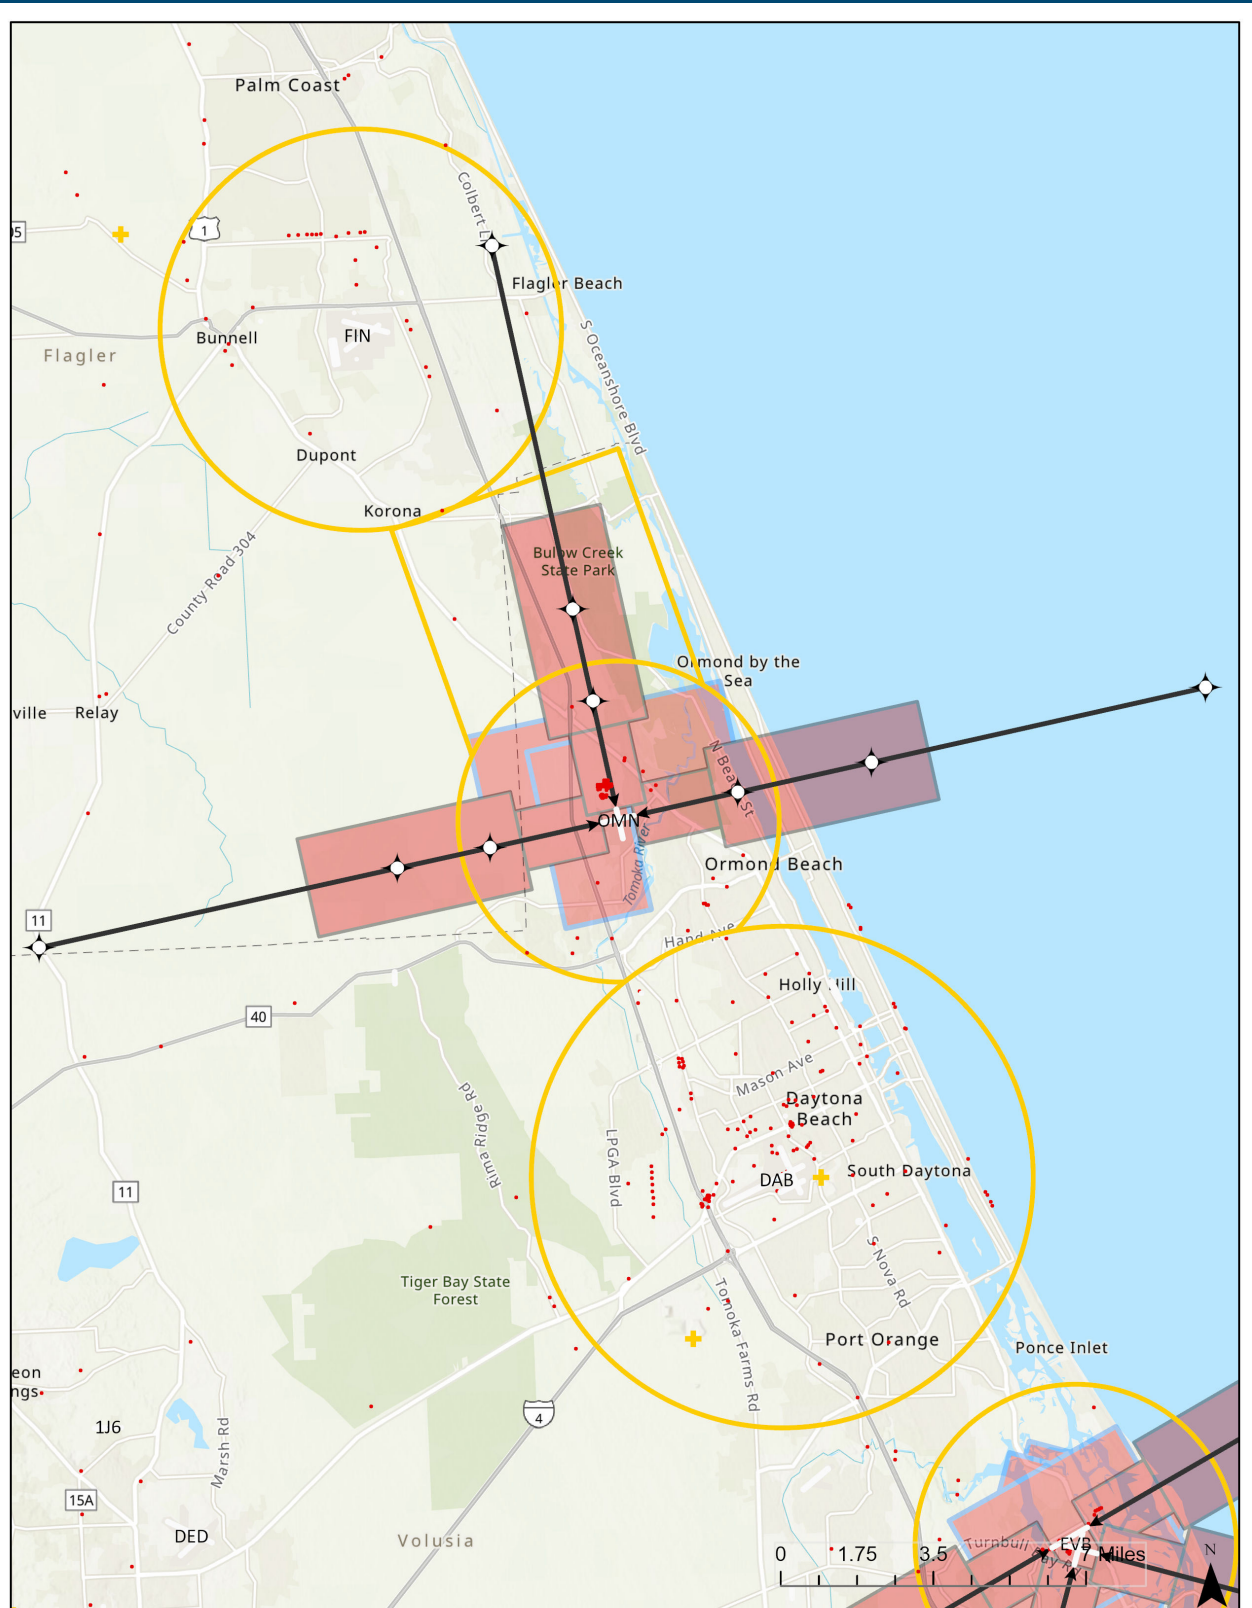 Palm Coast
Colbert L
05
1
Flagler Beach
Bunnell
FIN
Flagler
S Oceanshore Blvd
Dupont
Korona
County Road 304
Bulow Creek
State Park
Ormond by the
Sea
ville
Relay
N Bea
St
OMN
Tomoka River
Ormond Beach
11
Hand Ave
Holly Hill
40
Mason Ave
Rima Ridge Rd
Daytona
Beach
LPGA Blvd
DAB
South Daytona
11
S Nova Rd
Tiger Bay State
Forest
Tomoka Farms Rd
Port Orange
Ponce Inlet
eon
ngs
4
1J6
Marsh Rd
15A
DED
Volusia
Turnbull Bay R
EVB
0 1.75 3.5 7 Miles
N